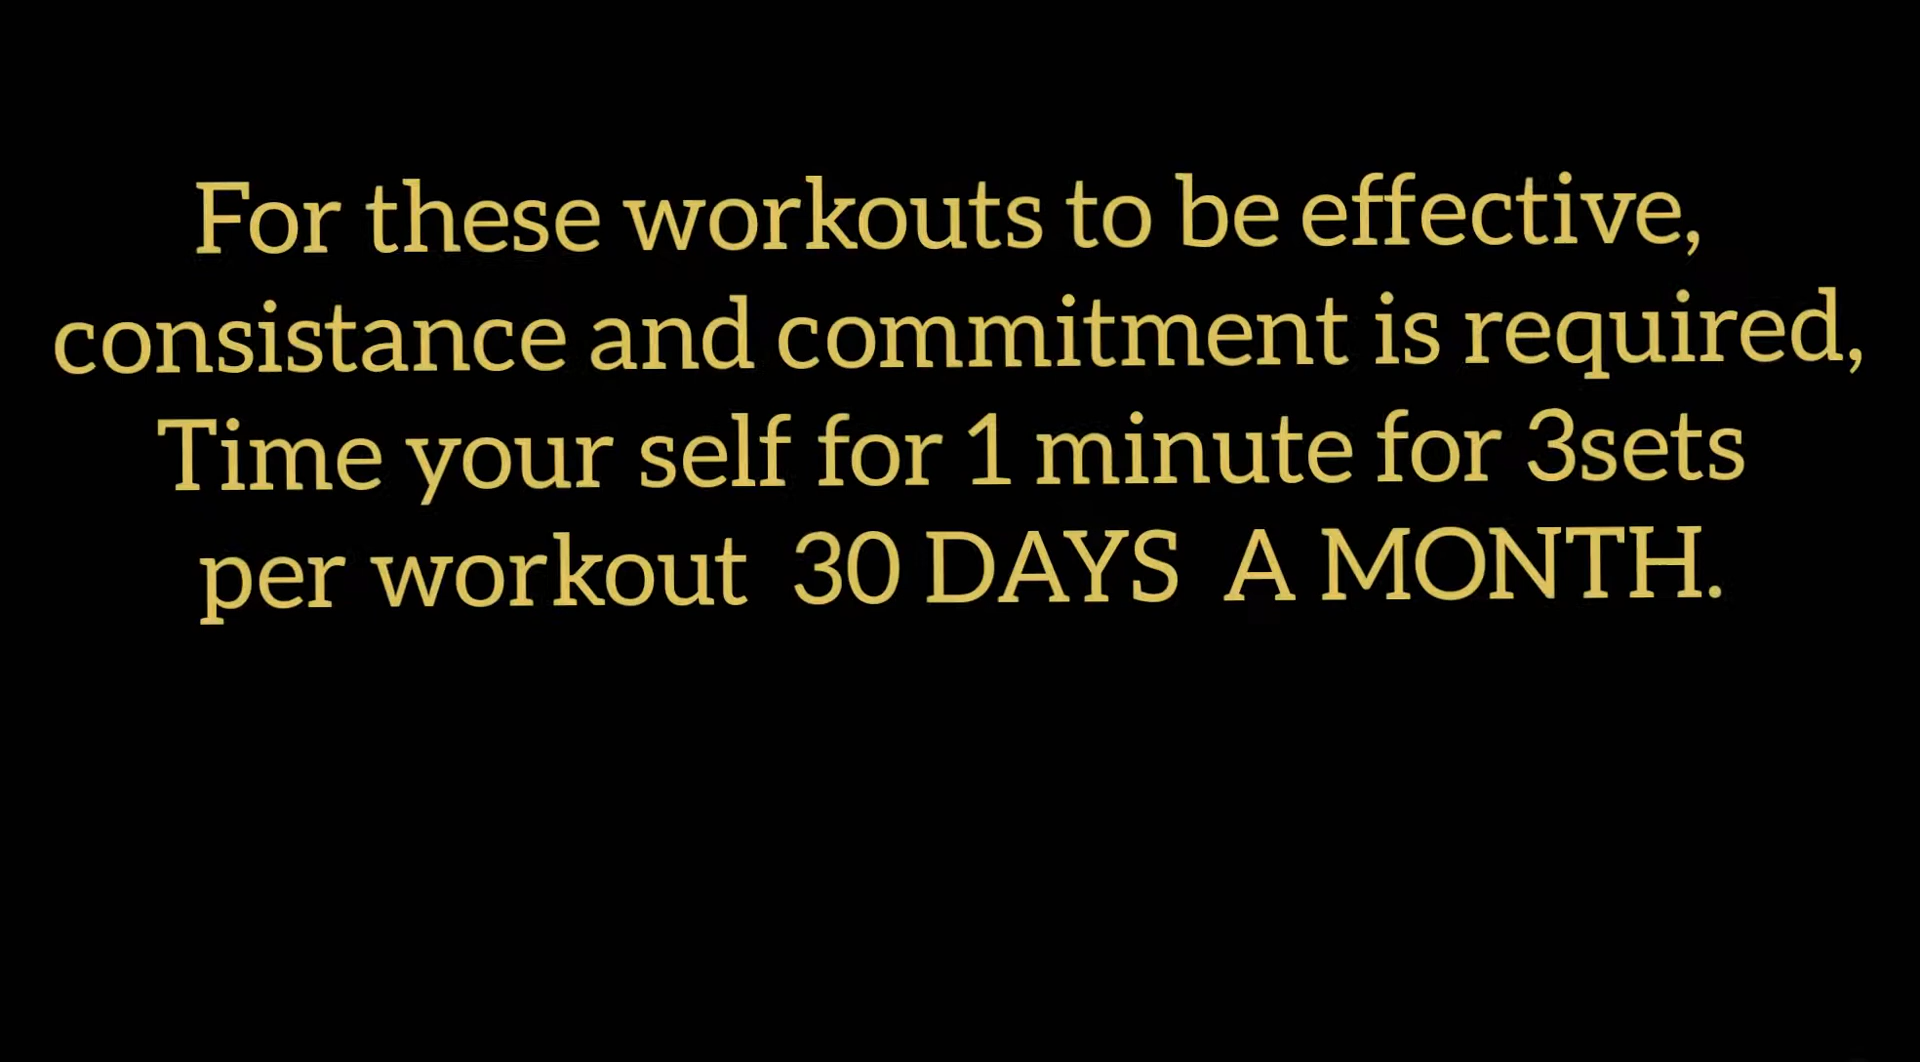 For these workouts to be effective,
consistance and commitment is required,
Time your self for 1 minute for 3sets
per workout  30 DAYS  A MONTH.